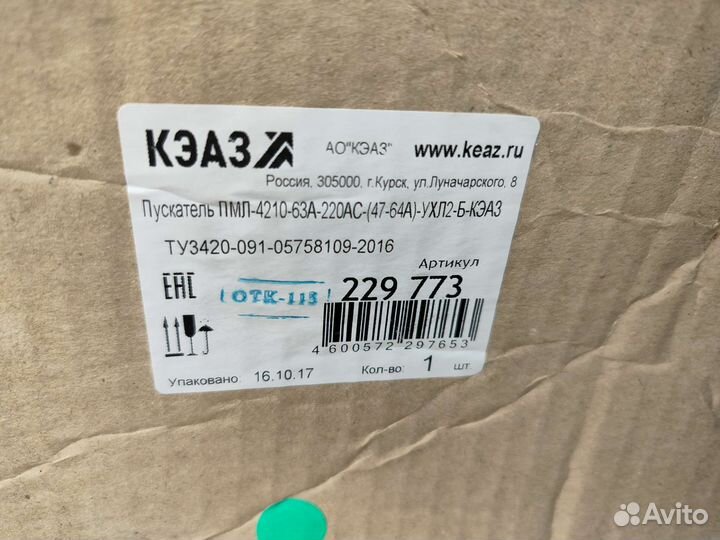 КЭАЗ АО"КЭАЗ" www.keaz.ru
Россия, 305000, г.Курск, ул.Луначарского, 8
Пускатель ПМЛ-4210-63А-220АС-(47-64А)-УХЛ2-Б-КЭАЗ
ТУ3420-091-05758109-2016
Артикул
EAC ОТК-113 229 773
4 600572 297653
Упаковано: 16.10.17 Кол-во: 1 шт.
Avito